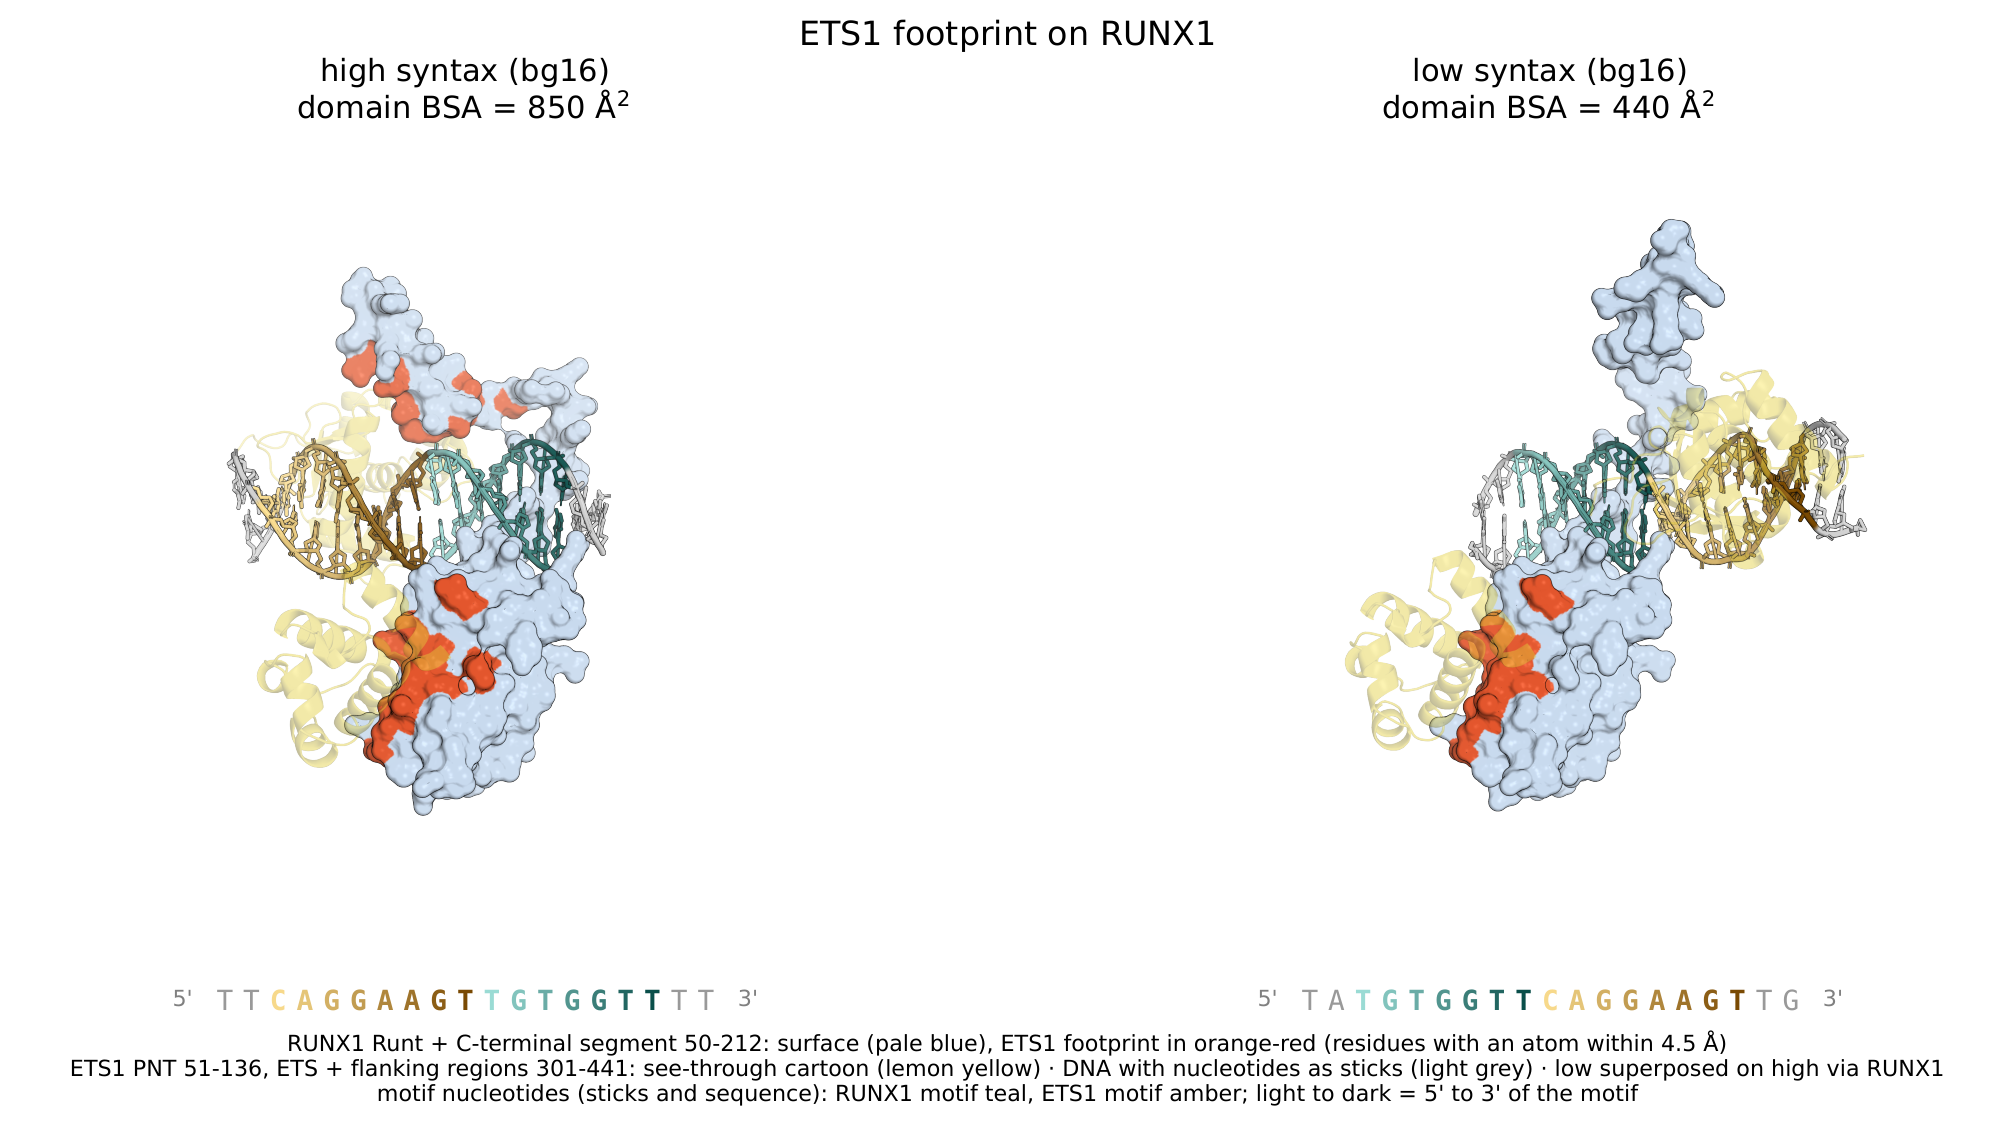 ETS1 footprint on RUNX1
high syntax (bg16)
domain BSA = 850 Å²
low syntax (bg16)
domain BSA = 440 Å²
5' T T C A G G A A G T T G T G G T T T T 3'
5' T A T G T G G T T C A G G A A G T T G 3'
RUNX1 Runt + C-terminal segment 50-212: surface (pale blue), ETS1 footprint in orange-red (residues with an atom within 4.5 Å)
ETS1 PNT 51-136, ETS + flanking regions 301-441: see-through cartoon (lemon yellow) · DNA with nucleotides as sticks (light grey) · low superposed on high via RUNX1
motif nucleotides (sticks and sequence): RUNX1 motif teal, ETS1 motif amber; light to dark = 5' to 3' of the motif